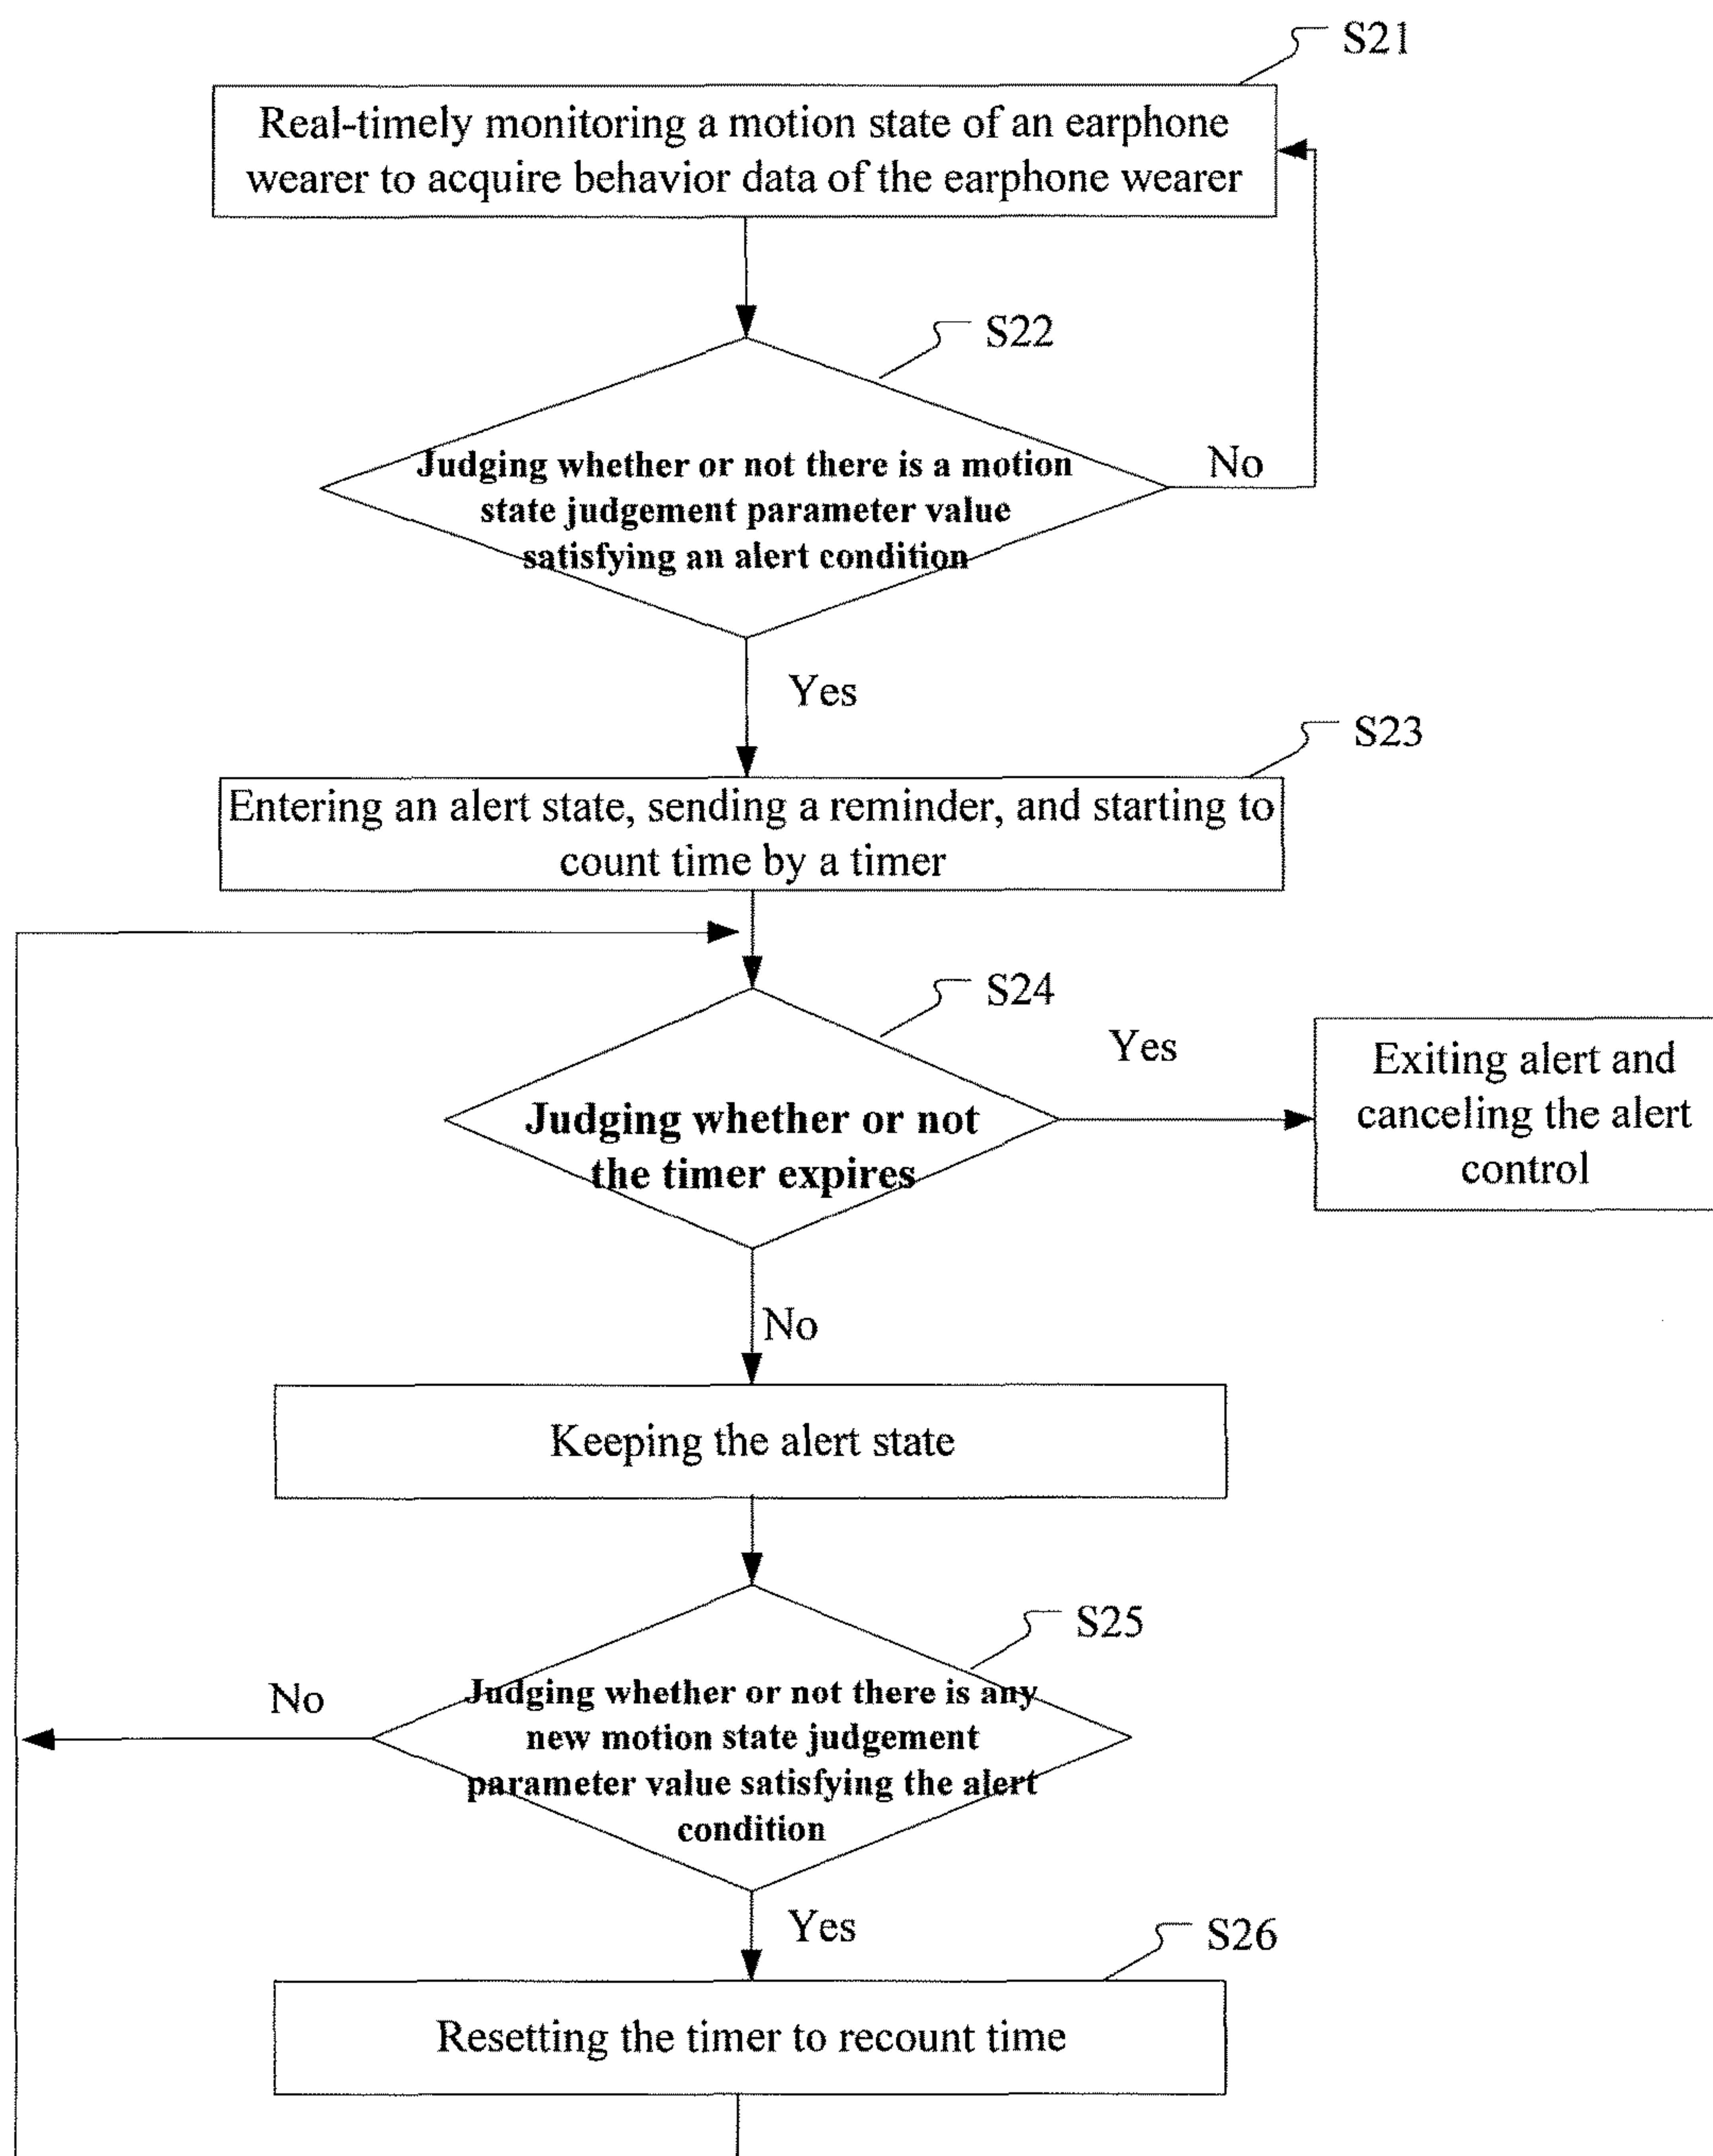 S21
Real-timely monitoring a motion state of an earphone
wearer to acquire behavior data of the earphone wearer
S22
Judging whether or not there is a motion
state judgement parameter value
satisfying an alert condition
No
Yes
S23
Entering an alert state, sending a reminder, and starting to
count time by a timer
S24
Judging whether or not
the timer expires
Yes
Exiting alert and
canceling the alert
control
No
Keeping the alert state
S25
Judging whether or not there is any
new motion state judgement
parameter value satisfying the alert
condition
No
Yes
S26
Resetting the timer to recount time